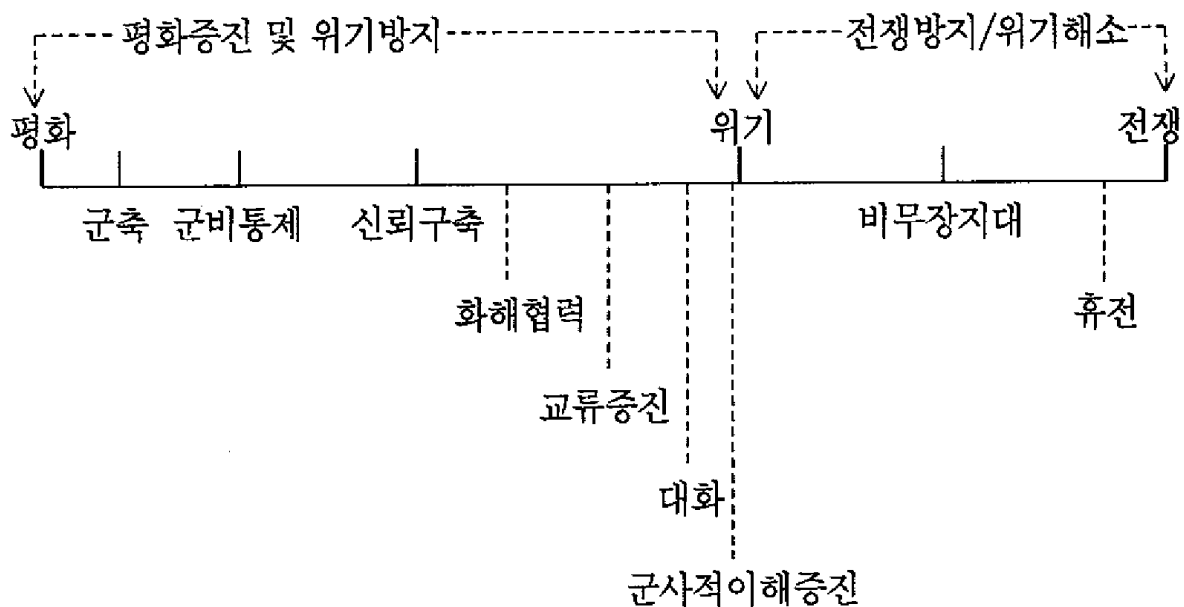 평화증진 및 위기방지 전쟁방지/위기해소
평화 위기 전쟁
군축 군비통제 신뢰구축 비무장지대
화해협력 휴전
교류증진
대화
군사적이해증진